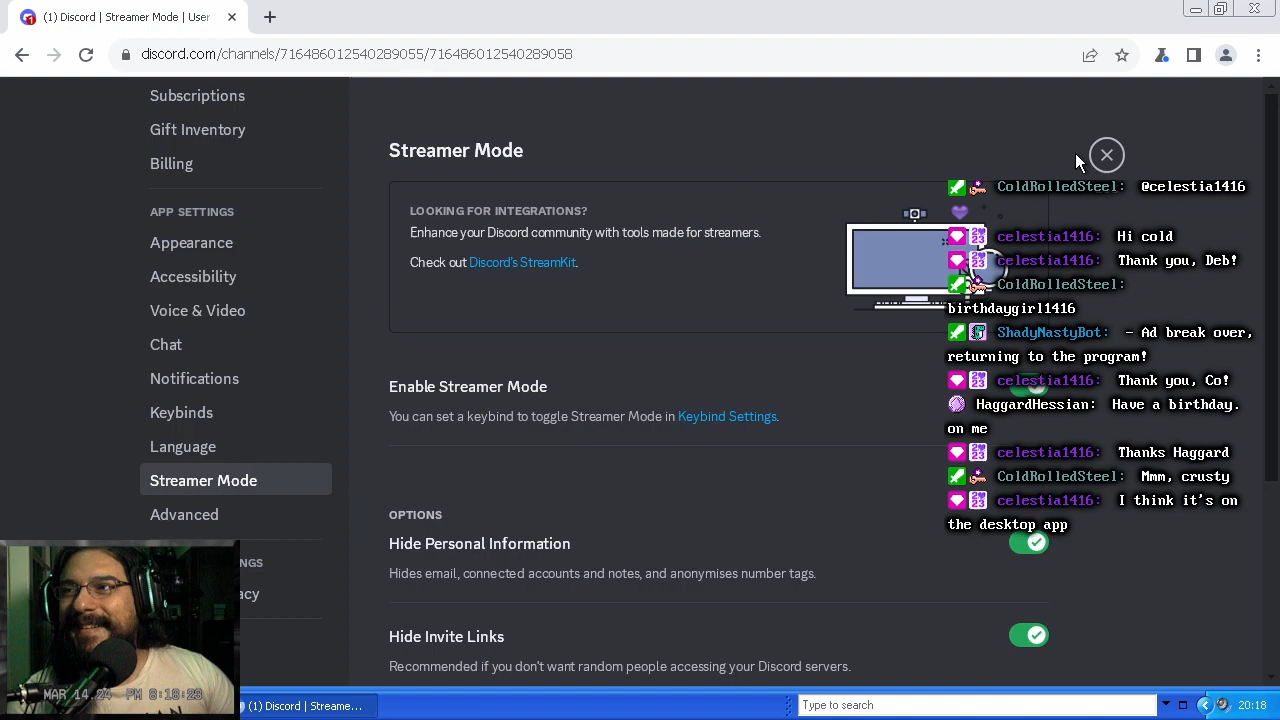 (1) Discord | Streamer Mode | User
discord.com/channels/716486012540289055/716486012540289058
Subscriptions
Gift Inventory
Billing
APP SETTINGS
Appearance
Accessibility
Voice & Video
Chat
Notifications
Keybinds
Language
Streamer Mode
Advanced
NGS
acy
Streamer Mode
LOOKING FOR INTEGRATIONS?
Enhance your Discord community with tools made for streamers.
Check out Discord's StreamKit.
Enable Streamer Mode
You can set a keybind to toggle Streamer Mode in Keybind Settings.
OPTIONS
Hide Personal Information
Hides email, connected accounts and notes, and anonymises number tags.
Hide Invite Links
Recommended if you don't want random people accessing your Discord servers.
ColdRolledSteel: @celestia1416
celestia1416: Hi cold
celestia1416: Thank you, Deb!
ColdRolledSteel:
birthdaygirl1416
ShadyNastyBot: - Ad break over,
returning to the program!
celestia1416: Thank you, Co!
HaggardHessian: Have a birthday.
on me
celestia1416: Thanks Haggard
ColdRolledSteel: Mmm, crusty
celestia1416: I think it's on
the desktop app
MAR 14.24 PM 8:18:23
(1) Discord | Streame...
Type to search
20:18